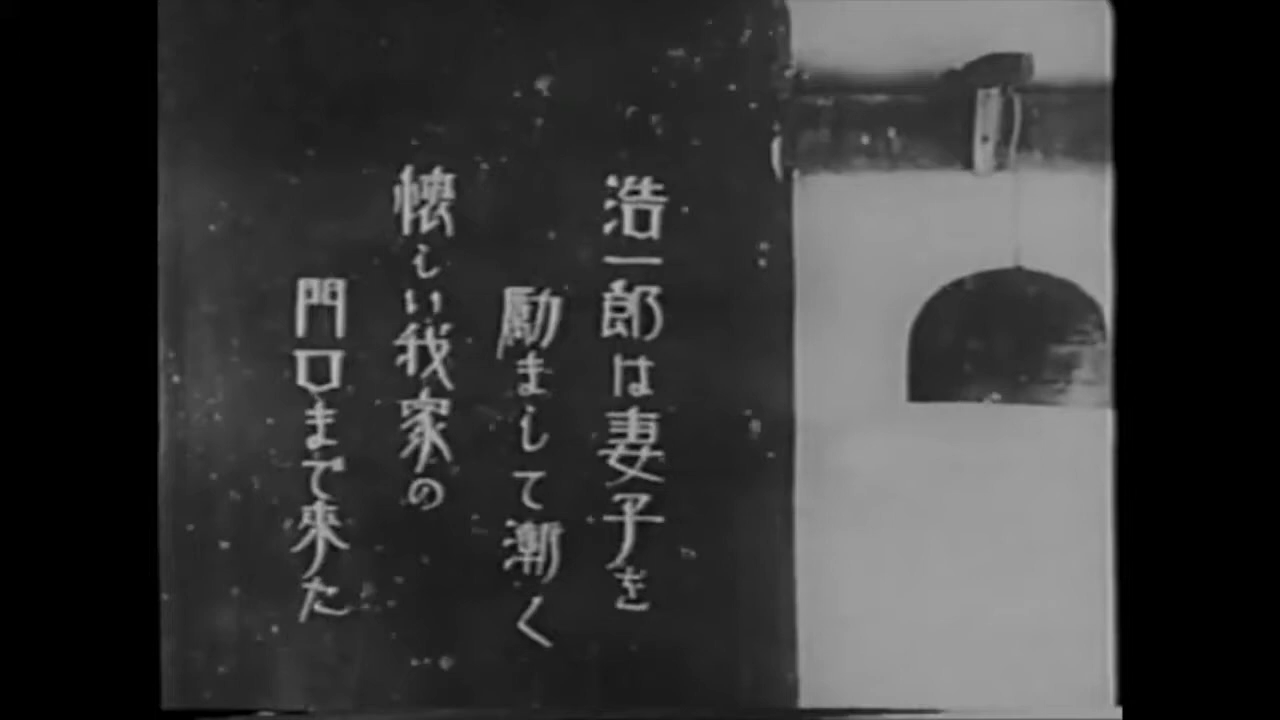 浩一郎は妻子を
励まして漸く
懐しい我家の
門口まで来た